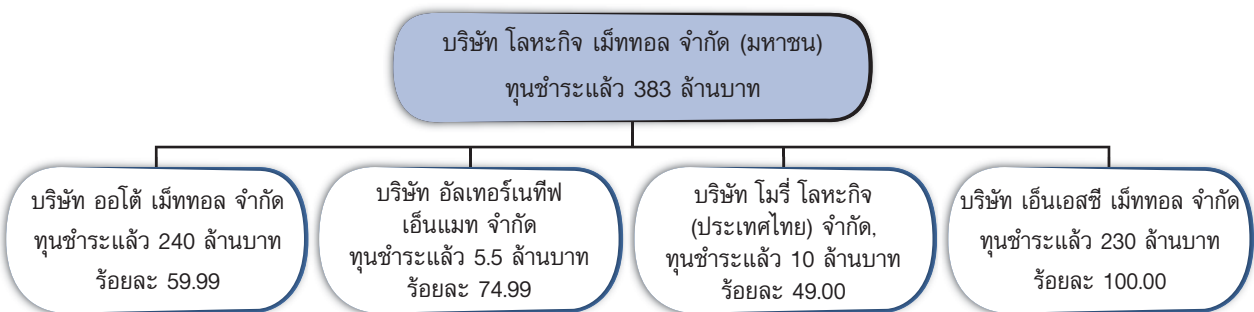 บริษัท โลหะกิจ เม็ททอล จำกัด (มหาชน)
ทุนชำระแล้ว 383 ล้านบาท
บริษัท ออโต้ เม็ททอล จำกัด
ทุนชำระแล้ว 240 ล้านบาท
ร้อยละ 59.99
บริษัท อัลเทอร์เนทีฟ
เอ็นแมท จำกัด
ทุนชำระแล้ว 5.5 ล้านบาท
ร้อยละ 74.99
บริษัท โมรี่ โลหะกิจ
(ประเทศไทย) จำกัด,
ทุนชำระแล้ว 10 ล้านบาท
ร้อยละ 49.00
บริษัท เอ็นเอสซี เม็ททอล จำกัด
ทุนชำระแล้ว 230 ล้านบาท
ร้อยละ 100.00